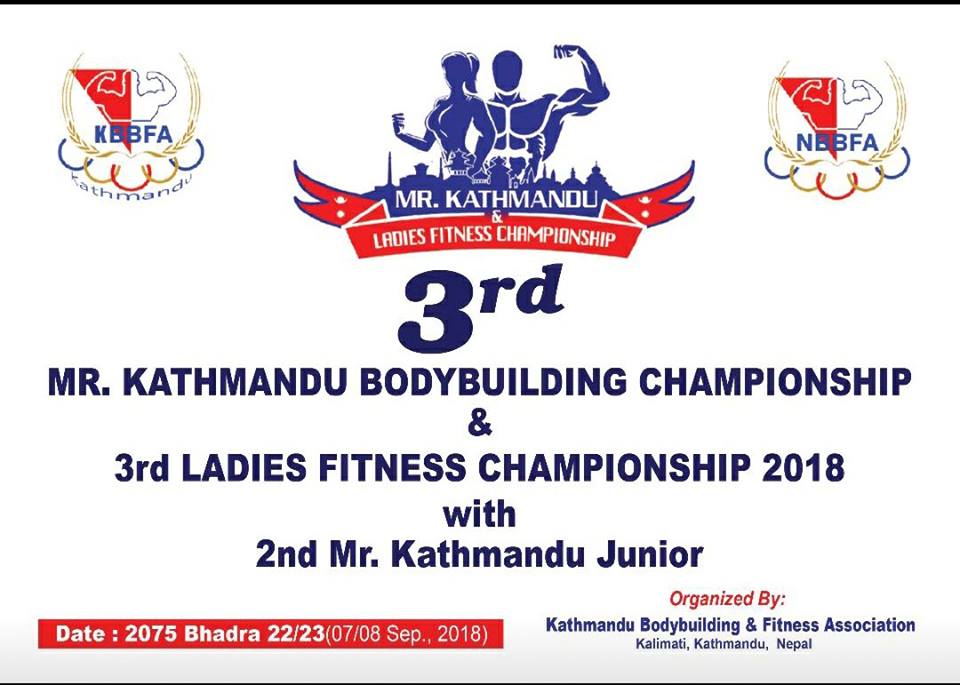 KBBFA
Kathmandu
NBBFA
MR. KATHMANDU
&
LADIES FITNESS CHAMPIONSHIP
3rd
MR. KATHMANDU BODYBUILDING CHAMPIONSHIP
&
3rd LADIES FITNESS CHAMPIONSHIP 2018
with
2nd Mr. Kathmandu Junior
Date : 2075 Bhadra 22/23(07/08 Sep., 2018)
Organized By:
Kathmandu Bodybuilding & Fitness Association
Kalimati, Kathmandu, Nepal